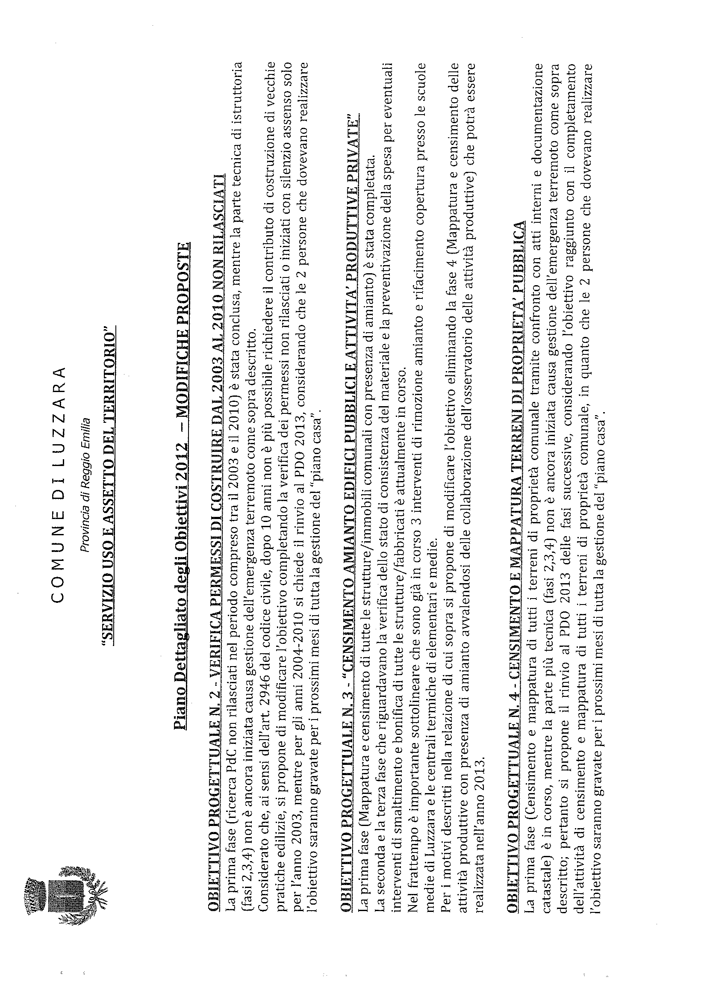 COMUNE DI LUZZARA
Provincia di Reggio Emilia
“SERVIZIO USO E ASSETTO DEL TERRITORIO”
Piano Dettagliato degli Obiettivi 2012 – MODIFICHE PROPOSTE
OBIETTIVO PROGETTUALE N. 2 - VERIFICA PERMESSI DI COSTRUIRE DAL 2003 AL 2010 NON RILASCIATI
La prima fase (ricerca PdC non rilasciati nel periodo compreso tra il 2003 e il 2010) è stata conclusa, mentre la parte tecnica di istruttoria
(fasi 2,3,4) non è ancora iniziata causa gestione dell'emergenza terremoto come sopra descritto.
Considerato che, ai sensi dell'art. 2946 del codice civile, dopo 10 anni non è più possibile richiedere il contributo di costruzione di vecchie
pratiche edilizie, si propone di modificare l'obiettivo completando la verifica dei permessi non rilasciati o iniziati con silenzio assenso solo
per l'anno 2003, mentre per gli anni 2004-2010 si chiede il rinvio al PDO 2013, considerando che le 2 persone che dovevano realizzare
l'obiettivo saranno gravate per i prossimi mesi di tutta la gestione del “piano casa”.
OBIETTIVO PROGETTUALE N. 3 - “CENSIMENTO AMIANTO EDIFICI PUBBLICI E ATTIVITA' PRODUTTIVE PRIVATE”
La prima fase (Mappatura e censimento di tutte le strutture/immobili comunali con presenza di amianto) è stata completata.
La seconda e la terza fase che riguardavano la verifica dello stato di consistenza del materiale e la preventivazione della spesa per eventuali
interventi di smaltimento e bonifica di tutte le strutture/fabbricati è attualmente in corso.
Nel frattempo è importante sottolineare che sono già in corso 3 interventi di rimozione amianto e rifacimento copertura presso le scuole
medie di Luzzara e le centrali termiche di elementari e medie.
Per i motivi descritti nella relazione di cui sopra si propone di modificare l'obiettivo eliminando la fase 4 (Mappatura e censimento delle
attività produttive con presenza di amianto avvalendosi delle collaborazione dell'osservatorio delle attività produttive) che potrà essere
realizzata nell'anno 2013.
OBIETTIVO PROGETTUALE N. 4 - CENSIMENTO E MAPPATURA TERRENI DI PROPRIETA' PUBBLICA
La prima fase (Censimento e mappatura di tutti i terreni di proprietà comunale tramite confronto con atti interni e documentazione
catastale) è in corso, mentre la parte più tecnica (fasi 2,3,4) non è ancora iniziata causa gestione dell'emergenza terremoto come sopra
descritto; pertanto si propone il rinvio al PDO 2013 delle fasi successive, considerando l'obiettivo raggiunto con il completamento
dell'attività di censimento e mappatura di tutti i terreni di proprietà comunale, in quanto che le 2 persone che dovevano realizzare
l'obiettivo saranno gravate per i prossimi mesi di tutta la gestione del “piano casa”.